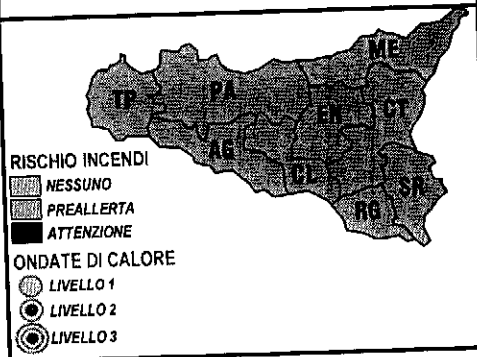 ME
TP
PA
EN
CT
AG
CL
SR
RG
RISCHIO INCENDI
NESSUNO
PREALLERTA
ATTENZIONE
ONDATE DI CALORE
LIVELLO 1
LIVELLO 2
LIVELLO 3